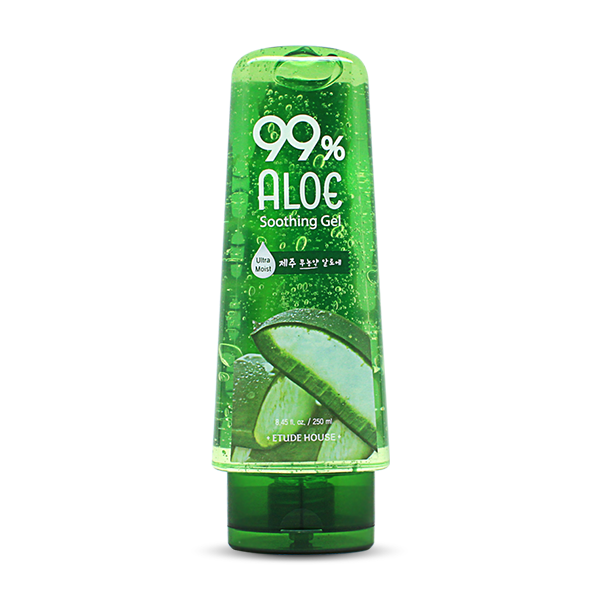 99%
ALOE
Soothing Gel
Ultra
Moist
제주 무농약 알로에
8.45 fl. oz. / 250 ml
• ETUDE HOUSE •